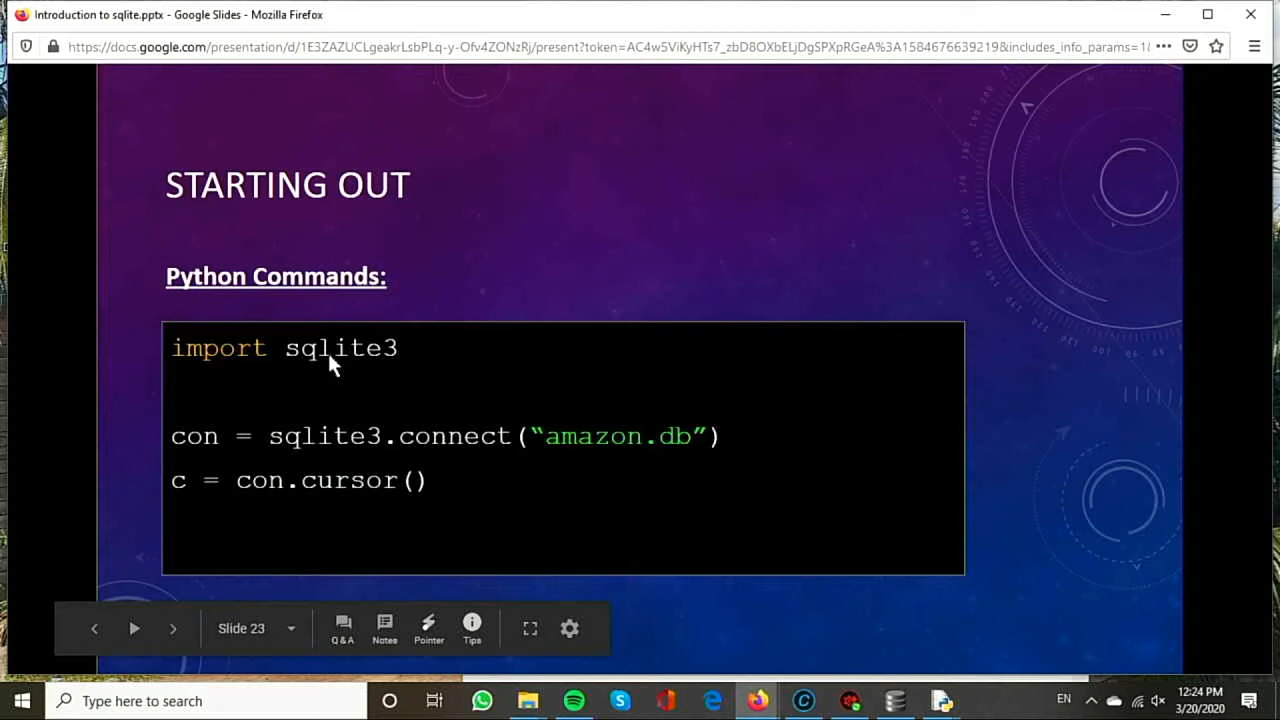 Introduction to sqlite.pptx - Google Slides - Mozilla Firefox
https://docs.google.com/presentation/d/1E3ZAZUCLgeakrLsbPLq-y-Ofv4ZONzRj/present?token=AC4w5ViKyHTs7_zbD8OXbELjDgSPXpRGeA%3A1584676639219&includes_info_params=1&
STARTING OUT
Python Commands:
import sqlite3
con = sqlite3.connect(“amazon.db”)
c = con.cursor()
Slide 23
Q & A
Notes
Pointer
Tips
Type here to search
EN
12:24 PM
3/20/2020